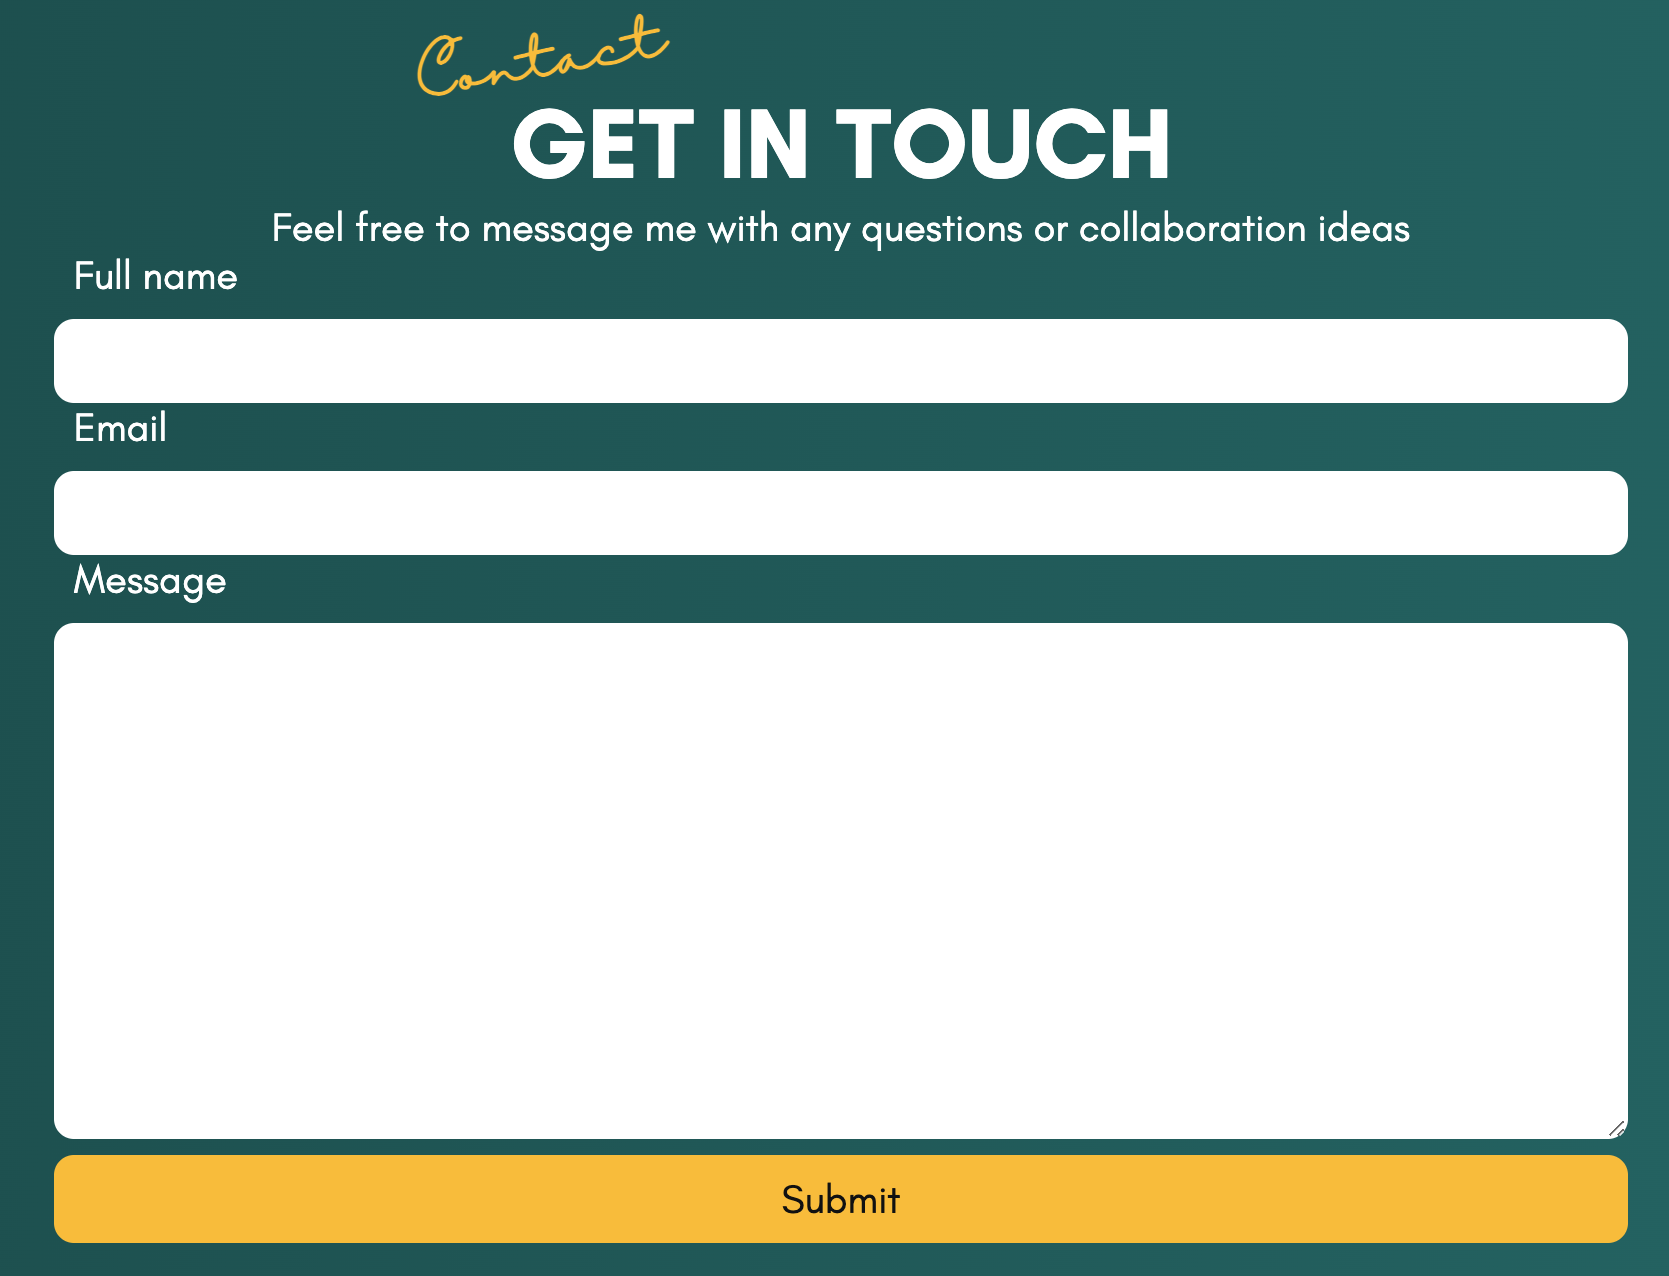 Contact
GET IN TOUCH
Feel free to message me with any questions or collaboration ideas
Full name
Email
Message
Submit